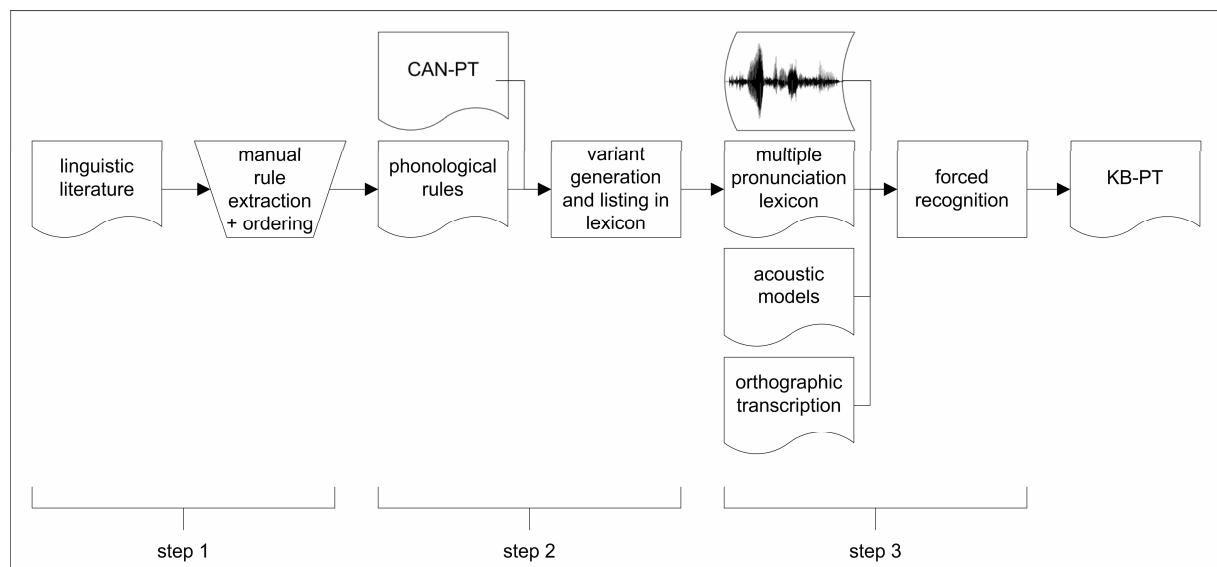 CAN-PT
linguistic
literature
manual
rule
extraction
+ ordering
phonological
rules
variant
generation
and listing in
lexicon
multiple
pronunciation
lexicon
forced
recognition
KB-PT
acoustic
models
orthographic
transcription
step 1
step 2
step 3